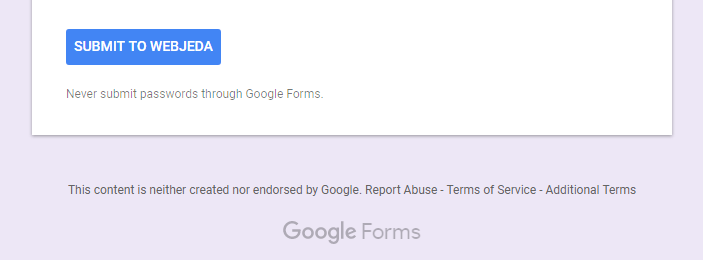 SUBMIT TO WEBJEDA
Never submit passwords through Google Forms.
This content is neither created nor endorsed by Google. Report Abuse - Terms of Service - Additional Terms
Google Forms